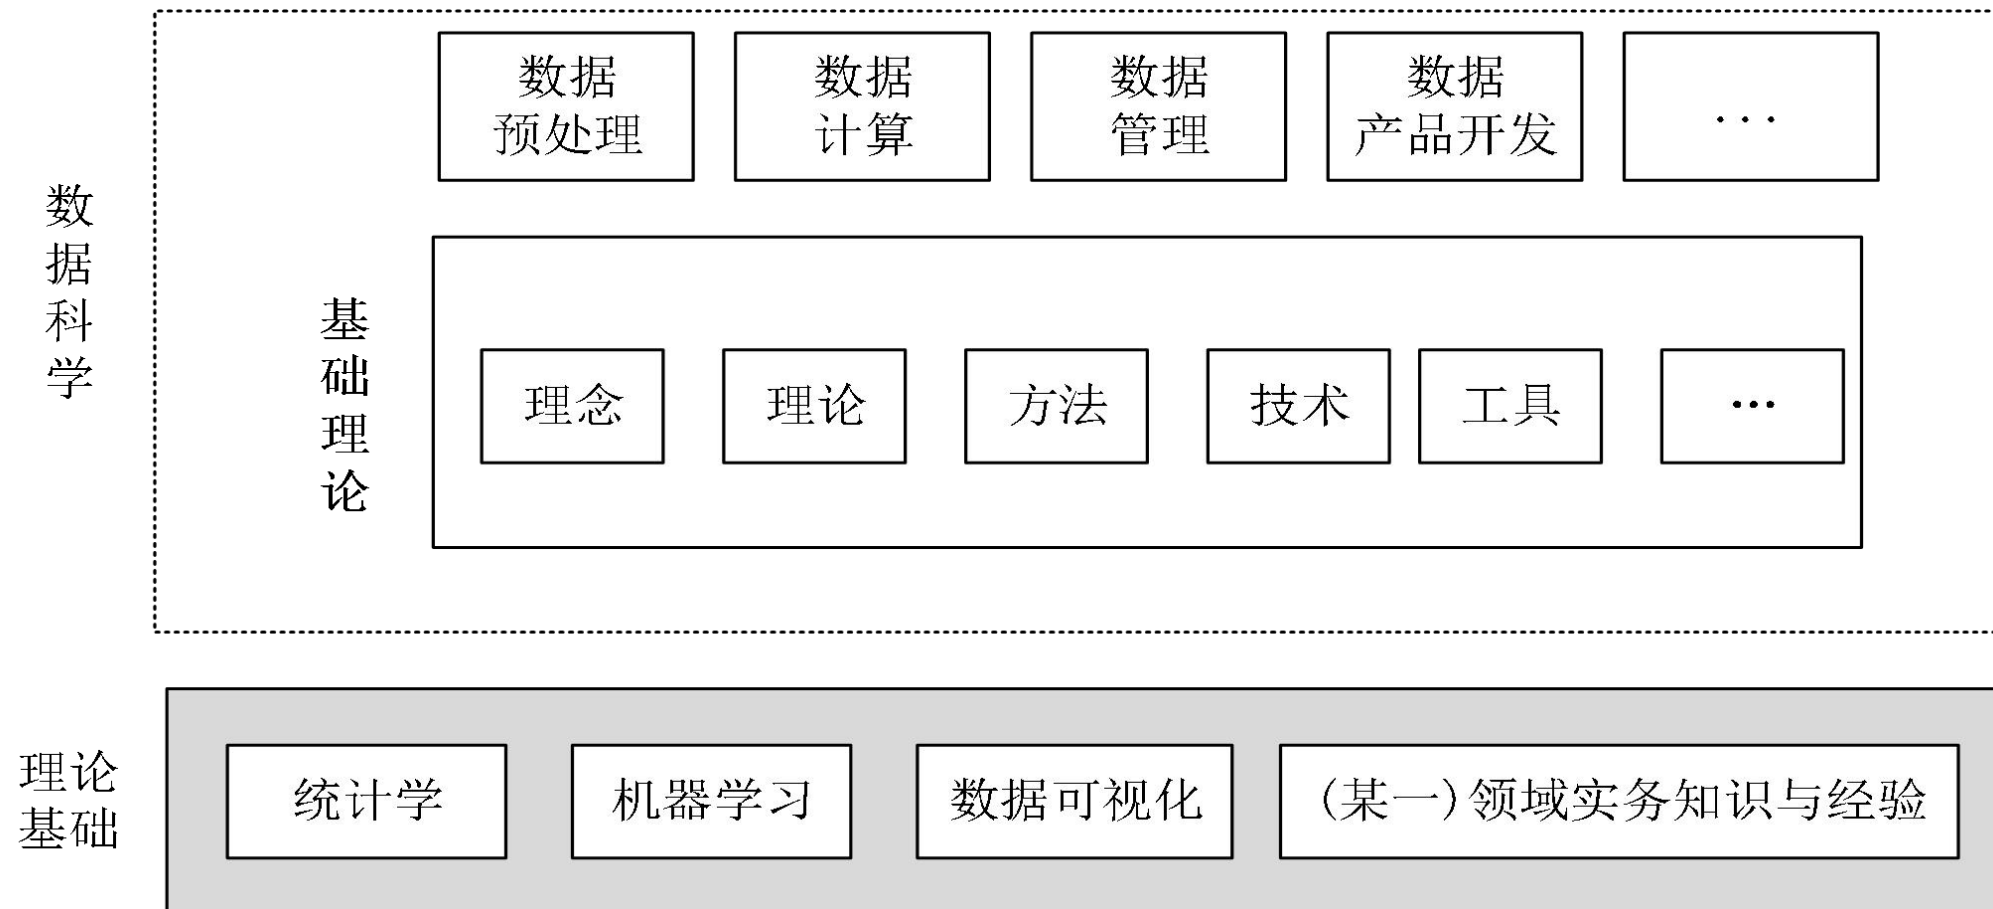 数据科学
数据
预处理
数据
计算
数据
管理
数据
产品开发
...
基础理论
理念
理论
方法
技术
工具
...
理论
基础
统计学
机器学习
数据可视化
(某一)领域实务知识与经验